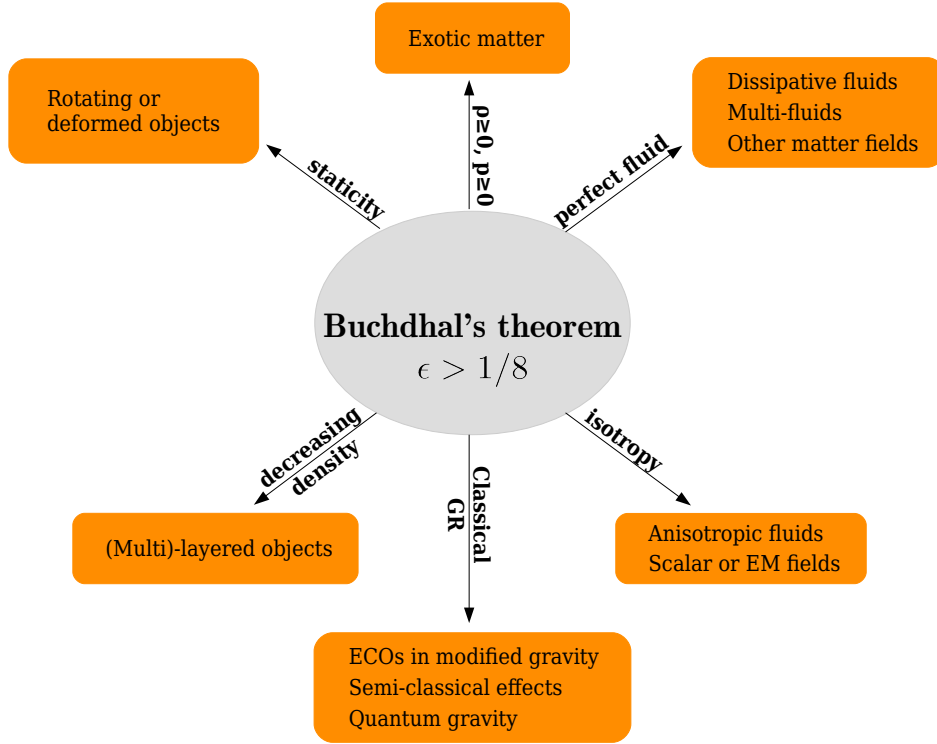 Exotic matter
Rotating or
deformed objects
Dissipative fluids
Multi-fluids
Other matter fields
staticity
ρ≥0, p≥0
perfect fluid
Buchdhal's theorem
ϵ > 1/8
decreasing
density
Classical
GR
isotropy
(Multi)-layered objects
Anisotropic fluids
Scalar or EM fields
ECOs in modified gravity
Semi-classical effects
Quantum gravity